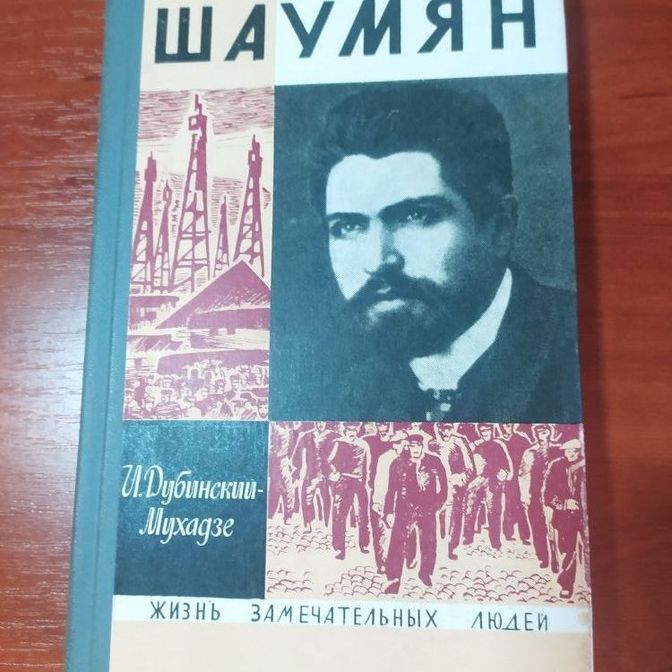 ШАУМЯН
И. Дубинский-
Мухадзе
ЖИЗНЬ ЗАМЕЧАТЕЛЬНЫХ ЛЮДЕЙ